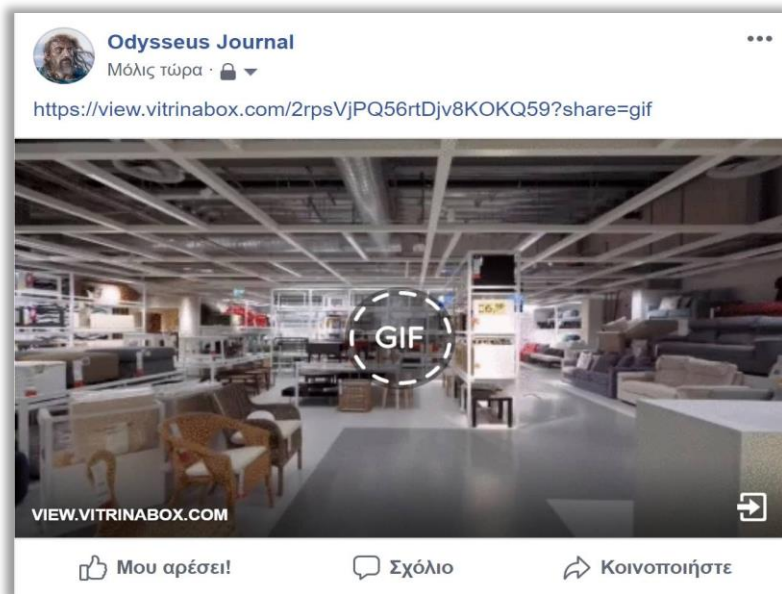 Odysseus Journal
Μόλις τώρα ·
https://view.vitrinabox.com/2rpsVjPQ56rtDjv8KOKQ59?share=gif
GIF
VIEW.VITRINABOX.COM
Μου αρέσει! Σχόλιο Κοινοποιήστε